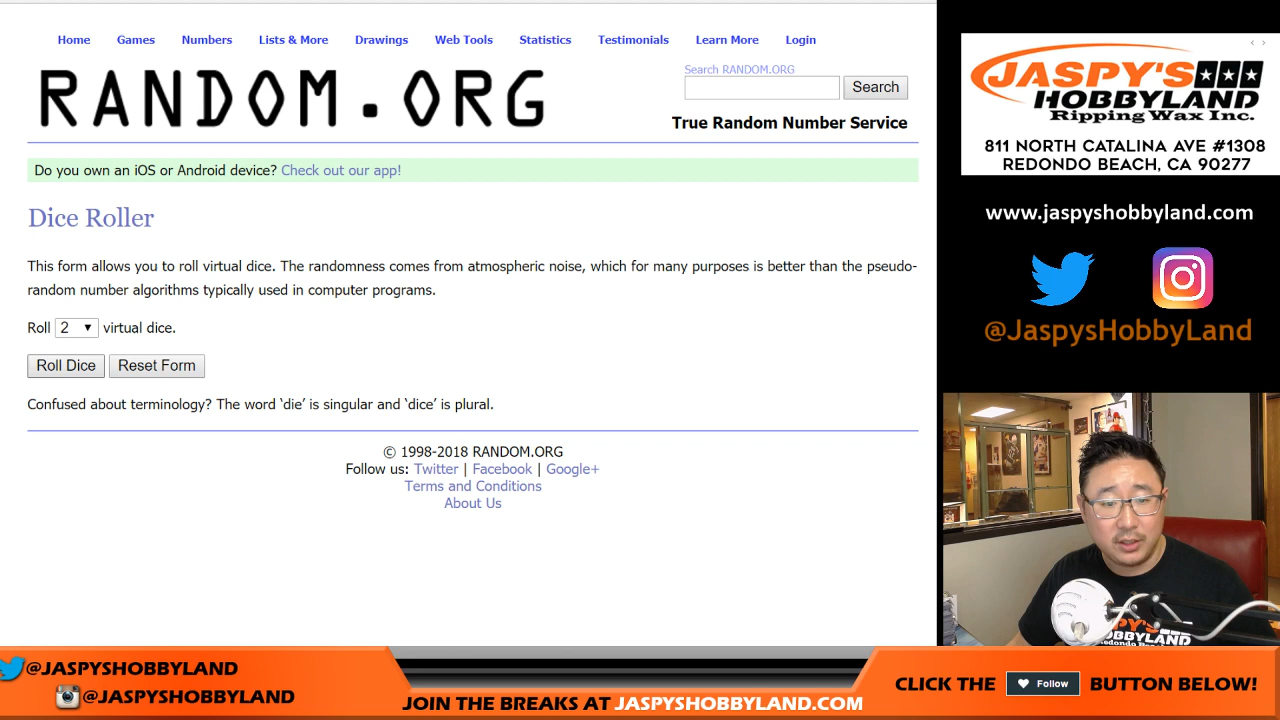 Home Games Numbers Lists & More Drawings Web Tools Statistics Testimonials Learn More Login
RANDOM.ORG
Search RANDOM.ORG
Search
True Random Number Service
Do you own an iOS or Android device? Check out our app!
Dice Roller
This form allows you to roll virtual dice. The randomness comes from atmospheric noise, which for many purposes is better than the pseudo-
random number algorithms typically used in computer programs.
Roll 2 virtual dice.
Roll Dice Reset Form
Confused about terminology? The word ‘die’ is singular and ‘dice’ is plural.
© 1998-2018 RANDOM.ORG
Follow us: Twitter | Facebook | Google+
Terms and Conditions
About Us
JASPY'S
HOBBYLAND
Ripping Wax Inc.
811 NORTH CATALINA AVE #1308
REDONDO BEACH, CA 90277
www.jaspyshobbyland.com
@JaspysHobbyLand
JASPY'S
HOBBYLAND
@JASPYSHOBBYLAND
@JASPYSHOBBYLAND
JOIN THE BREAKS AT JASPYSHOBBYLAND.COM
CLICK THE Follow BUTTON BELOW!